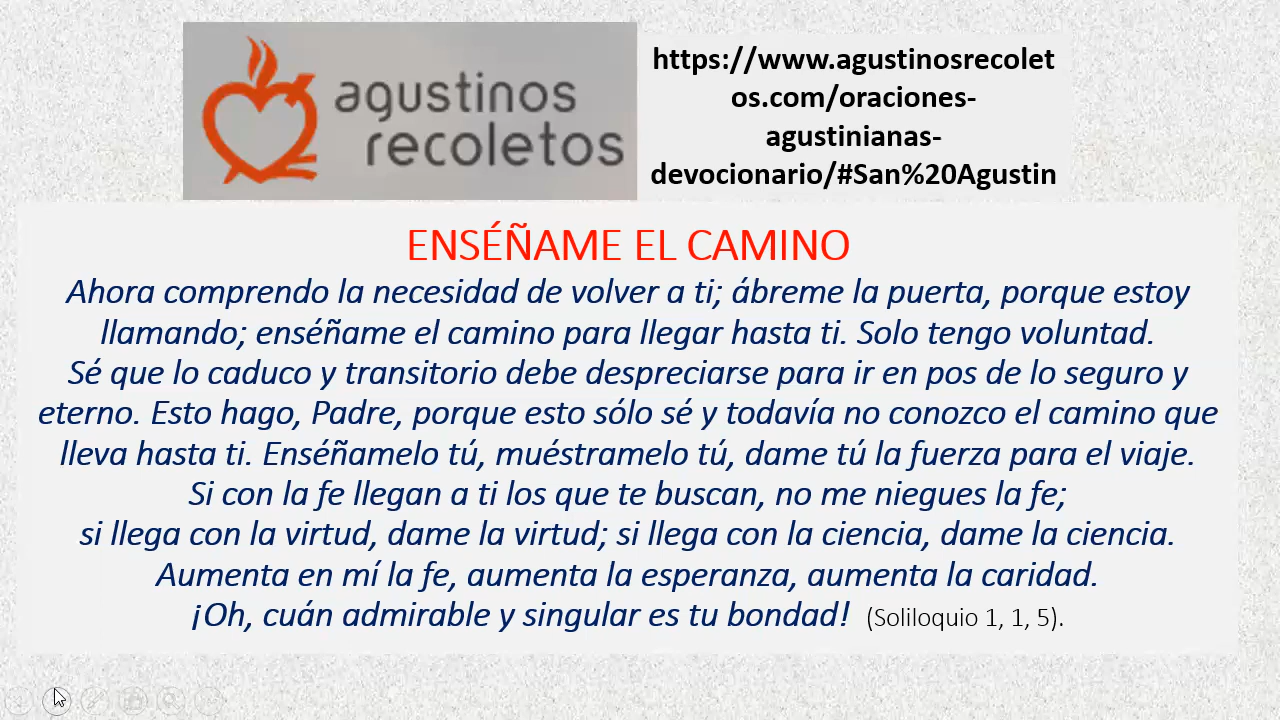 agustinos
recoletos
https://www.agustinosrecolet
os.com/oraciones-
agustinianas-
devocionario/#San%20Agustin
ENSÉÑAME EL CAMINO
Ahora comprendo la necesidad de volver a ti; ábreme la puerta, porque estoy
llamando; enséñame el camino para llegar hasta ti. Solo tengo voluntad.
Sé que lo caduco y transitorio debe despreciarse para ir en pos de lo seguro y
eterno. Esto hago, Padre, porque esto sólo sé y todavía no conozco el camino que
lleva hasta ti. Enséñamelo tú, muéstramelo tú, dame tú la fuerza para el viaje.
Si con la fe llegan a ti los que te buscan, no me niegues la fe;
si llega con la virtud, dame la virtud; si llega con la ciencia, dame la ciencia.
Aumenta en mí la fe, aumenta la esperanza, aumenta la caridad.
¡Oh, cuán admirable y singular es tu bondad! (Soliloquio 1, 1, 5).